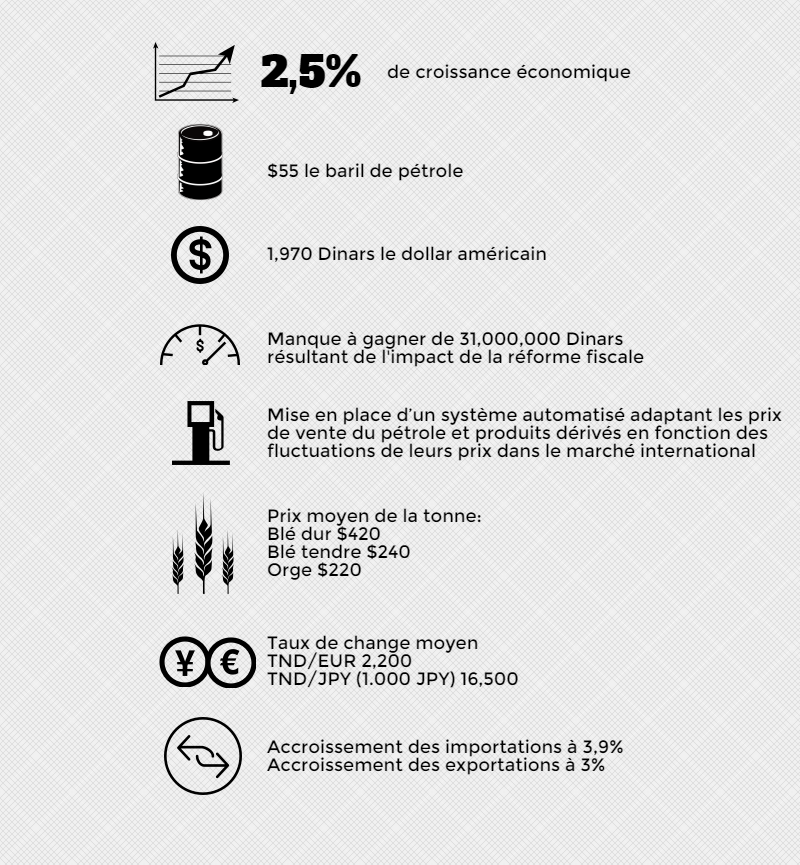 2,5% de croissance économique
$55 le baril de pétrole
$
1,970 Dinars le dollar américain
$
Manque à gagner de 31,000,000 Dinars
résultant de l'impact de la réforme fiscale
Mise en place d’un système automatisé adaptant les prix
de vente du pétrole et produits dérivés en fonction des
fluctuations de leurs prix dans le marché international
Prix moyen de la tonne:
Blé dur $420
Blé tendre $240
Orge $220
¥ €
Taux de change moyen
TND/EUR 2,200
TND/JPY (1.000 JPY) 16,500
Accroissement des importations à 3,9%
Accroissement des exportations à 3%